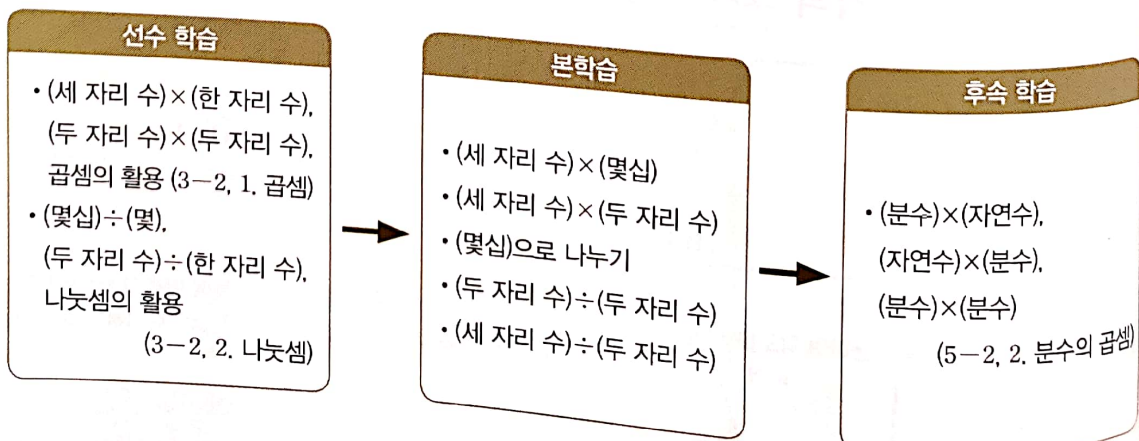 선수 학습
• (세 자리 수)×(한 자리 수),
(두 자리 수)×(두 자리 수),
곱셈의 활용 (3-2, 1. 곱셈)
• (몇십)÷(몇),
(두 자리 수)÷(한 자리 수),
나눗셈의 활용
(3-2, 2. 나눗셈)
본학습
• (세 자리 수)×(몇십)
• (세 자리 수)×(두 자리 수)
• (몇십)으로 나누기
• (두 자리 수)÷(두 자리 수)
• (세 자리 수)÷(두 자리 수)
후속 학습
• (분수)×(자연수),
(자연수)×(분수),
(분수)×(분수)
(5-2, 2. 분수의 곱셈)